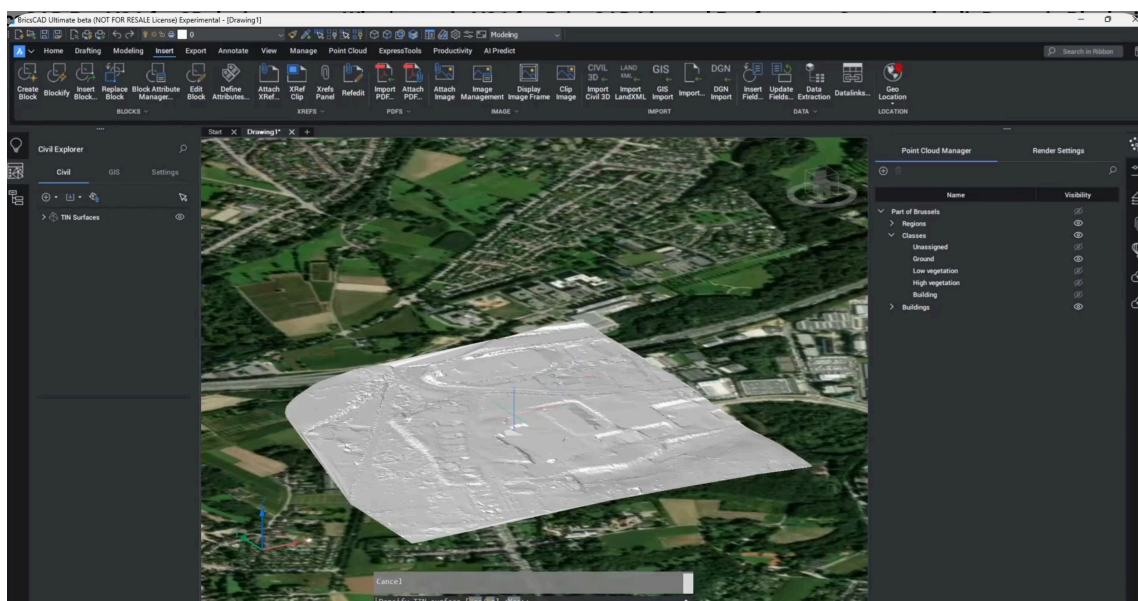 BricsCAD Ultimate beta (NOT FOR RESALE License) Experimental - [Drawing1]
0
Modeling
Home Drafting Modeling Insert Export Annotate View Manage Point Cloud ExpressTools Productivity AI Predict
Search in Ribbon
Create Block
Blockify
Insert Block...
Replace Block
Block Attribute Manager...
Edit Block
Define Attributes...
Attach XRef...
XRef Clip
Xrefs Panel
Refedit
Import PDF...
Attach PDF...
Attach Image
Image Management
Display Image Frame
Clip Image
CIVIL 3D
Import Civil 3D
LAND XML
Import LandXML
GIS
GIS Import
Import...
DGN
DGN Import
Insert Field...
Update Fields...
Data Extraction
Datalinks...
Geo Location
BLOCKS XREFS PDFS IMAGE IMPORT DATA LOCATION
Start Drawing1*
Civil Explorer
Civil GIS Settings
TIN Surfaces
Point Cloud Manager Render Settings
Name Visibility
Part of Brussels
Regions
Classes
Unassigned
Ground
Low vegetation
High vegetation
Building
Buildings
Cancel